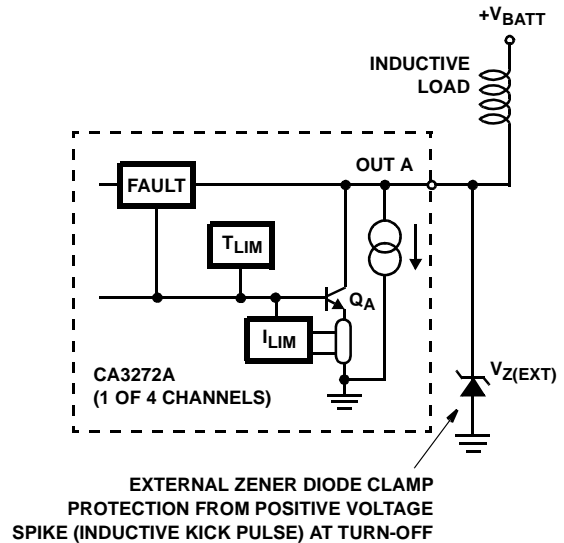 +VBATT
INDUCTIVE
LOAD
OUT A
FAULT
TLIM
QA
ILIM
CA3272A
(1 OF 4 CHANNELS)
VZ(EXT)
EXTERNAL ZENER DIODE CLAMP
PROTECTION FROM POSITIVE VOLTAGE
SPIKE (INDUCTIVE KICK PULSE) AT TURN-OFF